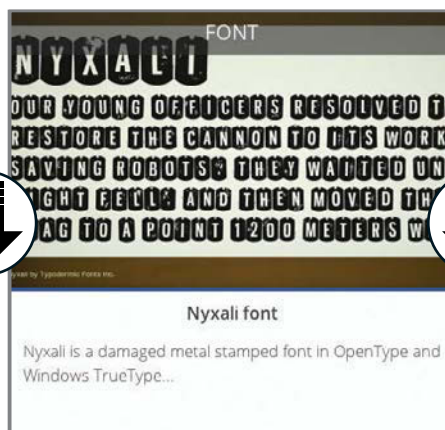 FONT
NYXALI
OUR YOUNG OFFICERS RESOLVED T
RESTORE THE CANNON TO ITS WORK
SAVING ROBOTS. THEY WAITED UN
GHT FELL, AND THEN MOVED TH
AG TO A POINT 1200 METERS W
Nyxali by Typodermic Fonts Inc.
Nyxali font
Nyxali is a damaged metal stamped font in OpenType and
Windows TrueType...